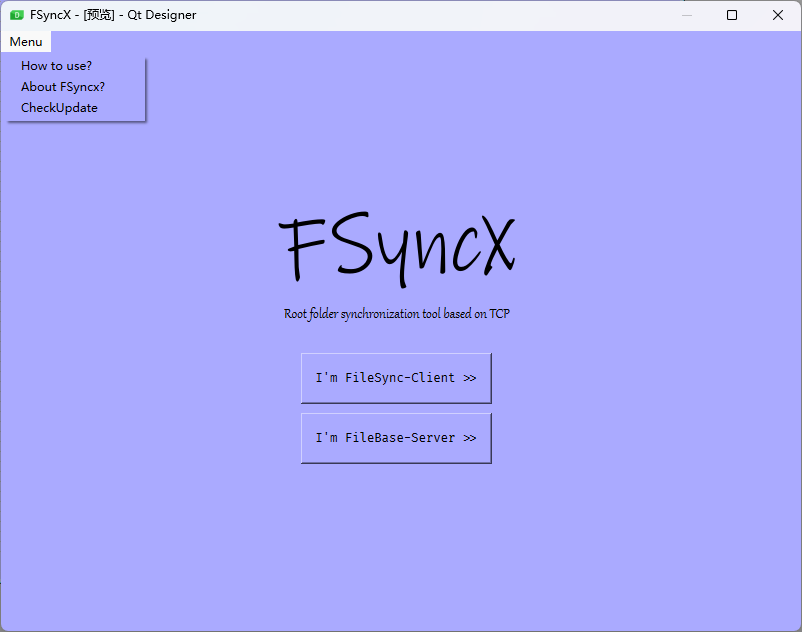 FSyncX - [预览] - Qt Designer
Menu
How to use?
About FSyncx?
CheckUpdate
FSyncX
Root folder synchronization tool based on TCP
I'm FileSync-Client >>
I'm FileBase-Server >>